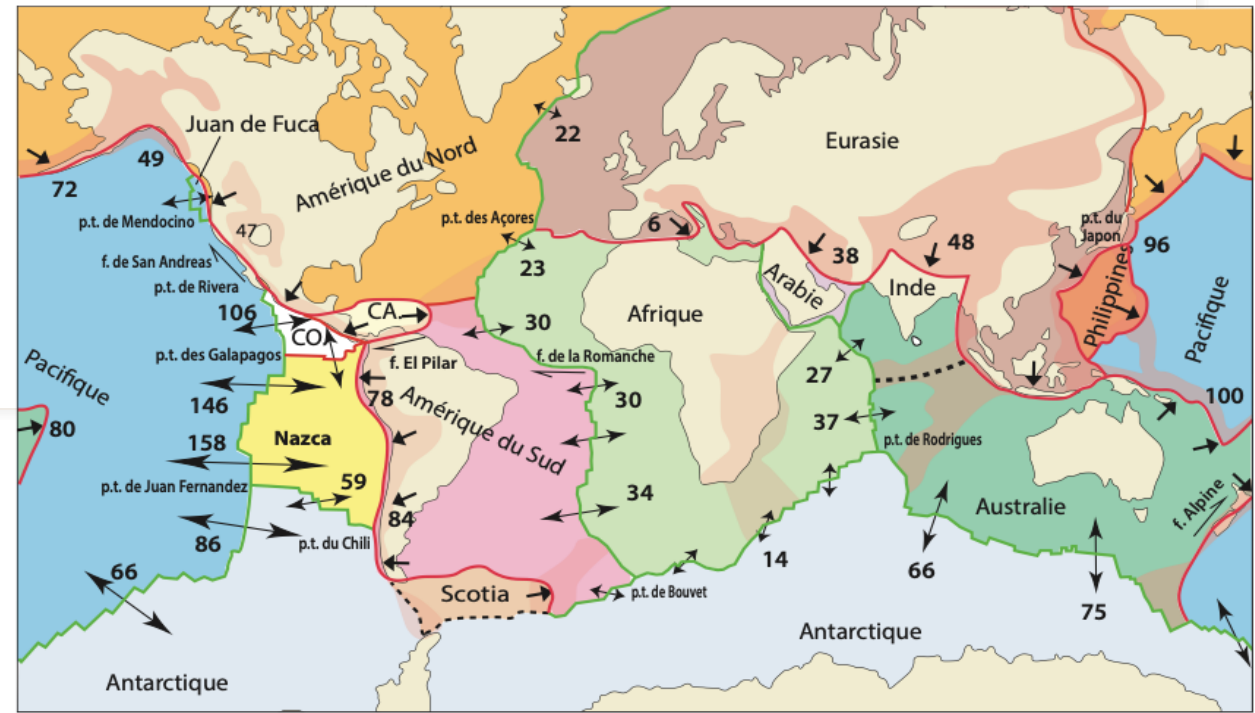 Juan de Fuca
22
Eurasie
49
Amérique du Nord
72
p.t. de Mendocino
p.t. des Açores
6
p.t. du
Japon
96
47
38
48
f. de San Andreas
23
Arabie
Inde
Philippines
p.t. de Rivera
106
CA
30
Afrique
Pacifique
CO
p.t. des Galapagos
f. El Pilar
f. de la Romanche
Pacifique
78
27
146
Amérique du Sud
30
100
80
158
Nazca
37
p.t. de Rodrigues
p.t. de Juan Fernandez
59
34
Australie
f. Alpine
84
86
p.t. du Chili
14
66
66
Scotia
p.t. de Bouvet
75
Antarctique
Antarctique